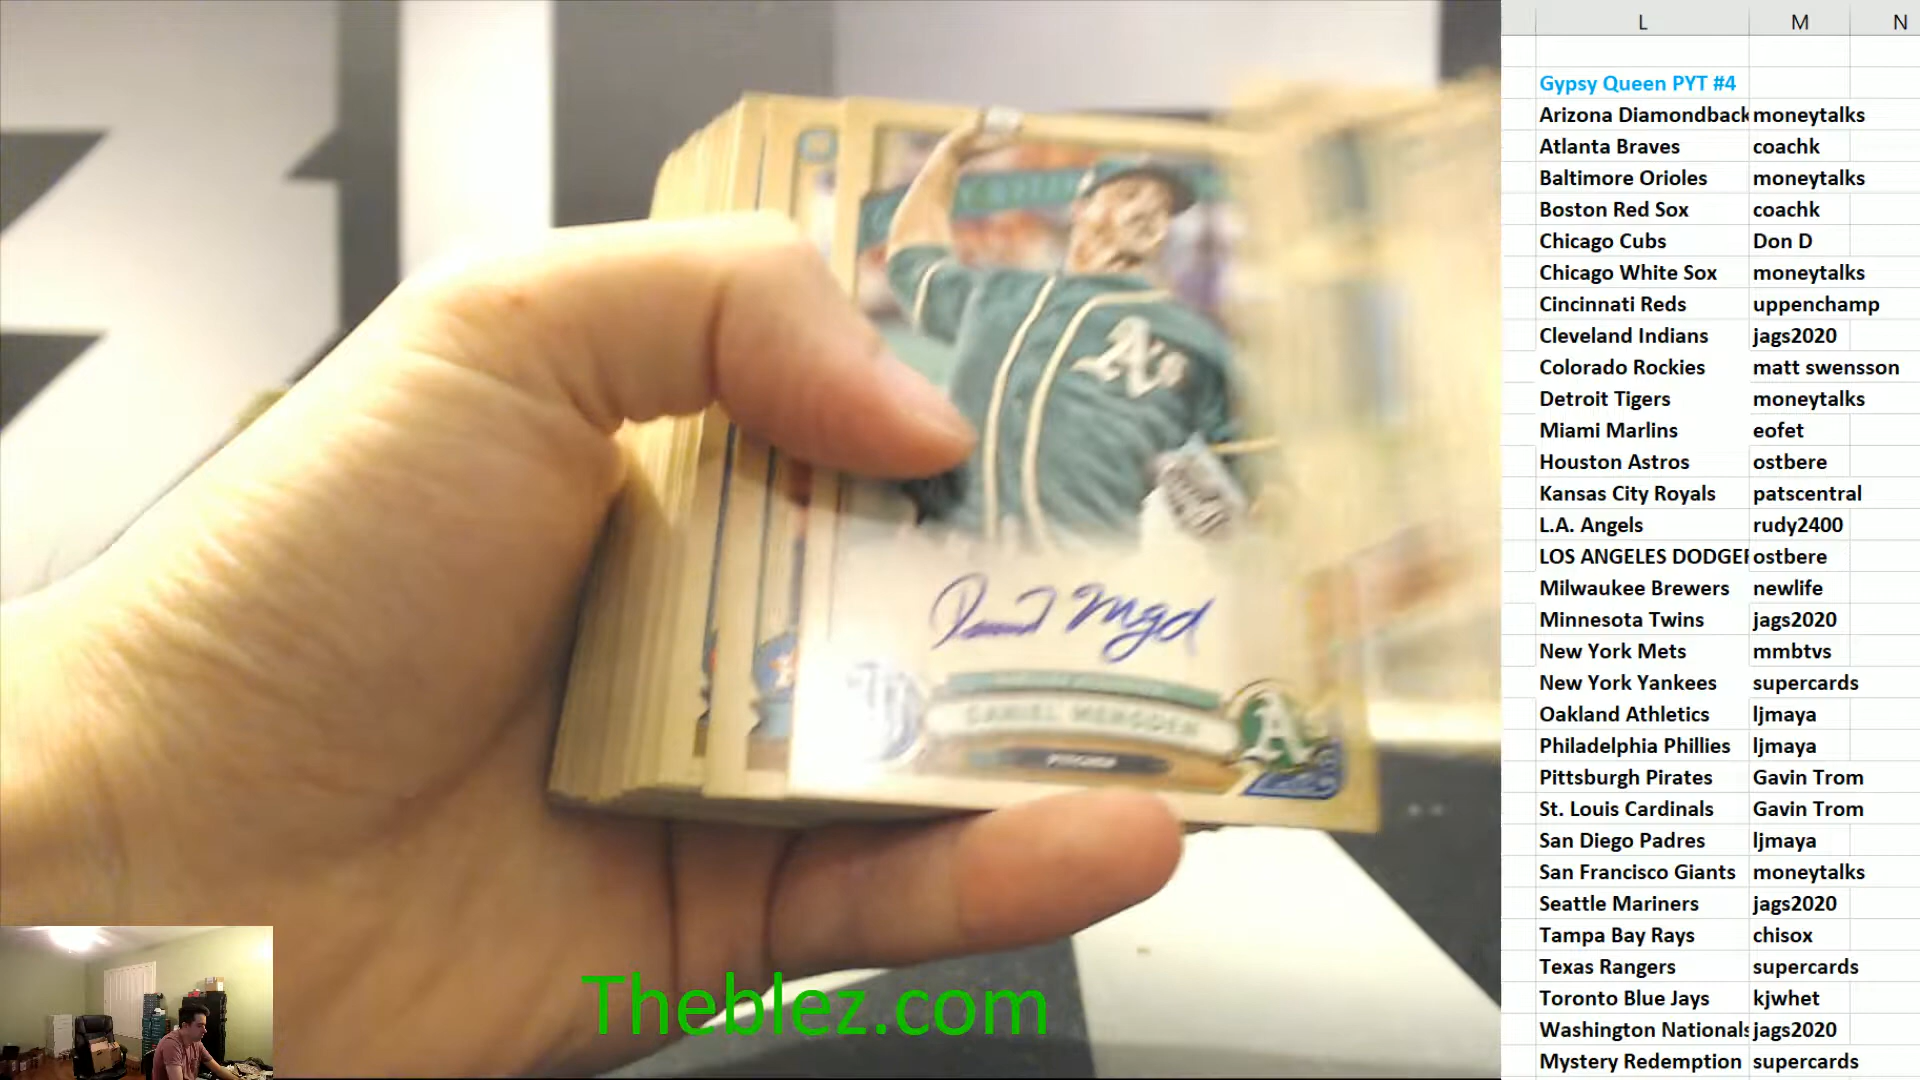 L M N
Gypsy Queen PYT #4
Arizona Diamondback moneytalks
Atlanta Braves coachk
Baltimore Orioles moneytalks
Boston Red Sox coachk
Chicago Cubs Don D
Chicago White Sox moneytalks
Cincinnati Reds uppenchamp
Cleveland Indians jags2020
Colorado Rockies matt swensson
Detroit Tigers moneytalks
Miami Marlins eofet
Houston Astros ostbere
Kansas City Royals patscentral
L.A. Angels rudy2400
LOS ANGELES DODGER ostbere
Milwaukee Brewers newlife
Minnesota Twins jags2020
New York Mets mmbtvs
New York Yankees supercards
Oakland Athletics ljmaya
Philadelphia Phillies ljmaya
Pittsburgh Pirates Gavin Trom
St. Louis Cardinals Gavin Trom
San Diego Padres ljmaya
San Francisco Giants moneytalks
Seattle Mariners jags2020
Tampa Bay Rays chisox
Texas Rangers supercards
Toronto Blue Jays kjwhet
Washington Nationals jags2020
Mystery Redemption supercards
A's
DANIEL MENGDEN
PITCHER
A's
Theblez.com